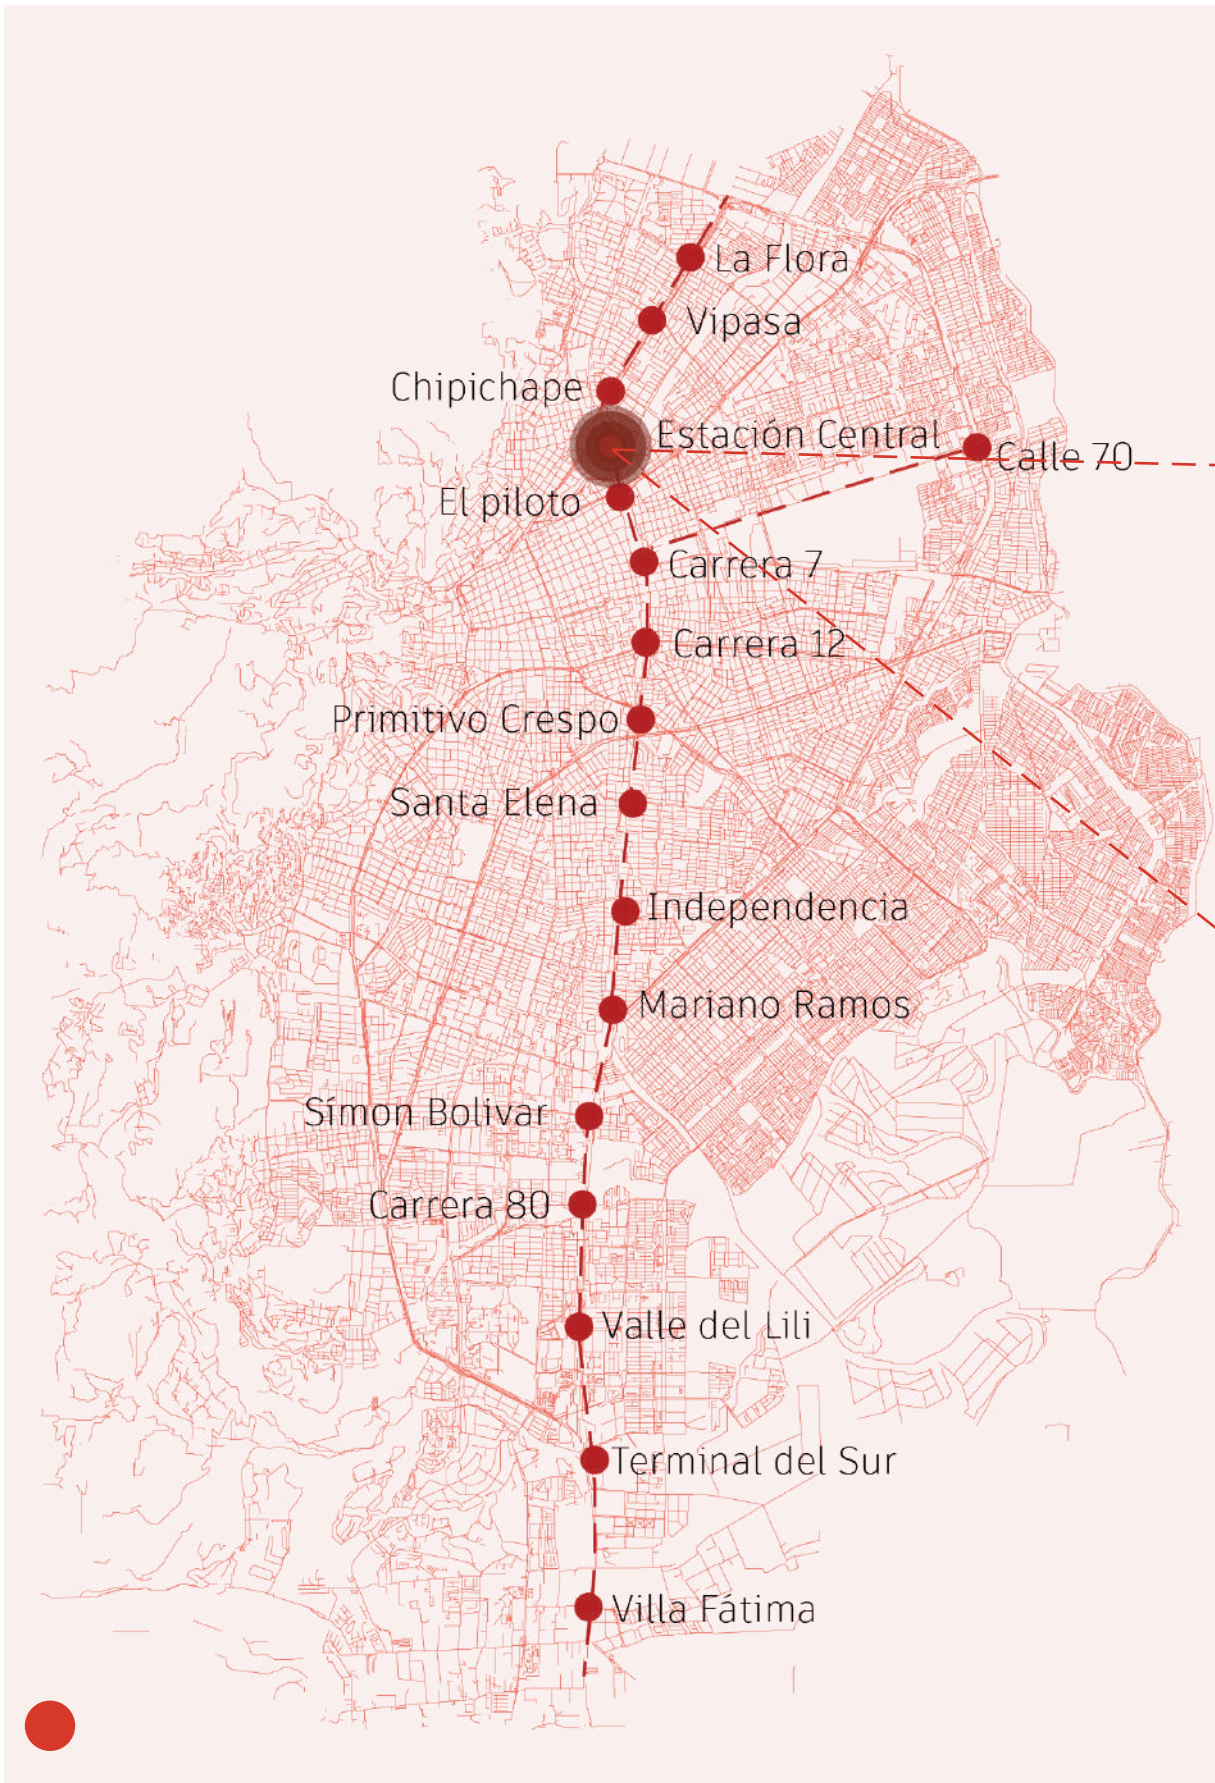 La Flora
Vipasa
Chipichape
Estación Central
Calle 70
El piloto
Carrera 7
Carrera 12
Primitivo Crespo
Santa Elena
Independencia
Mariano Ramos
Símon Bolivar
Carrera 80
Valle del Lili
Terminal del Sur
Villa Fátima